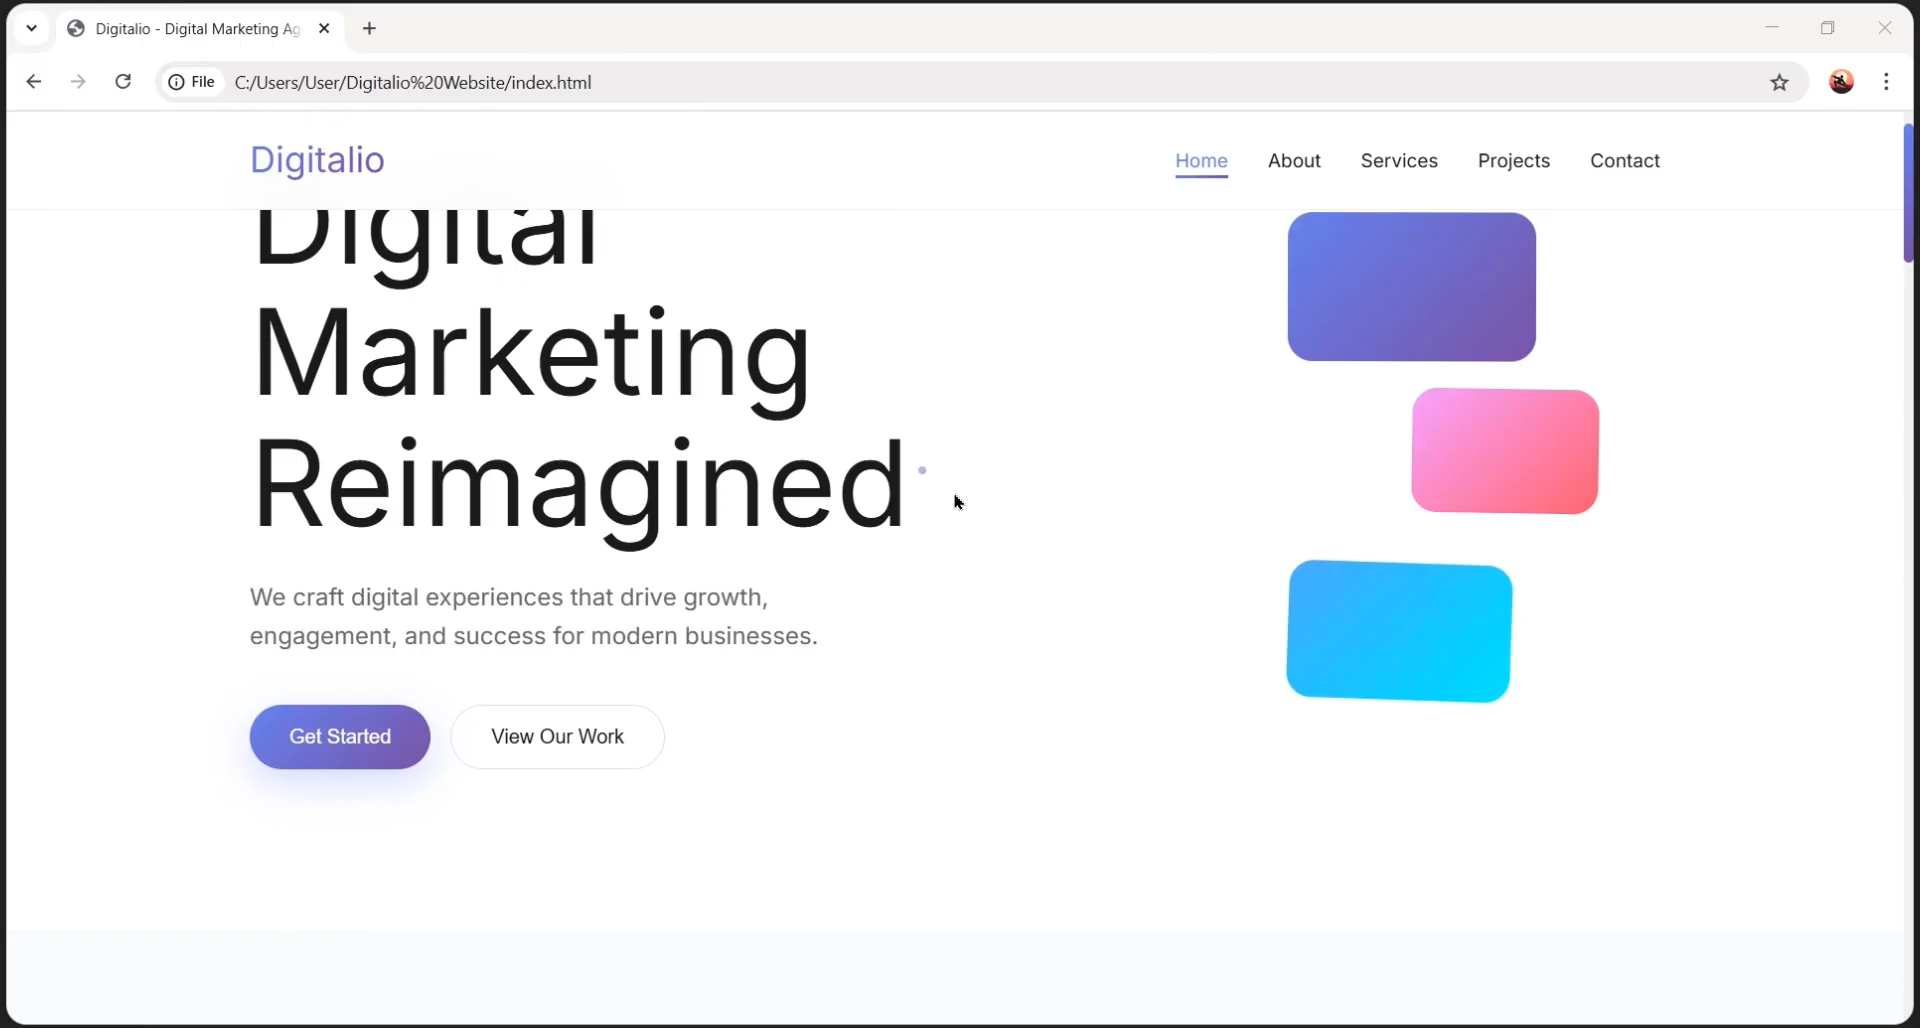 Digitalio - Digital Marketing Ag
File C:/Users/User/Digitalio%20Website/index.html
Digitalio
Home About Services Projects Contact
Digital
Marketing
Reimagined
We craft digital experiences that drive growth,
engagement, and success for modern businesses.
Get Started View Our Work